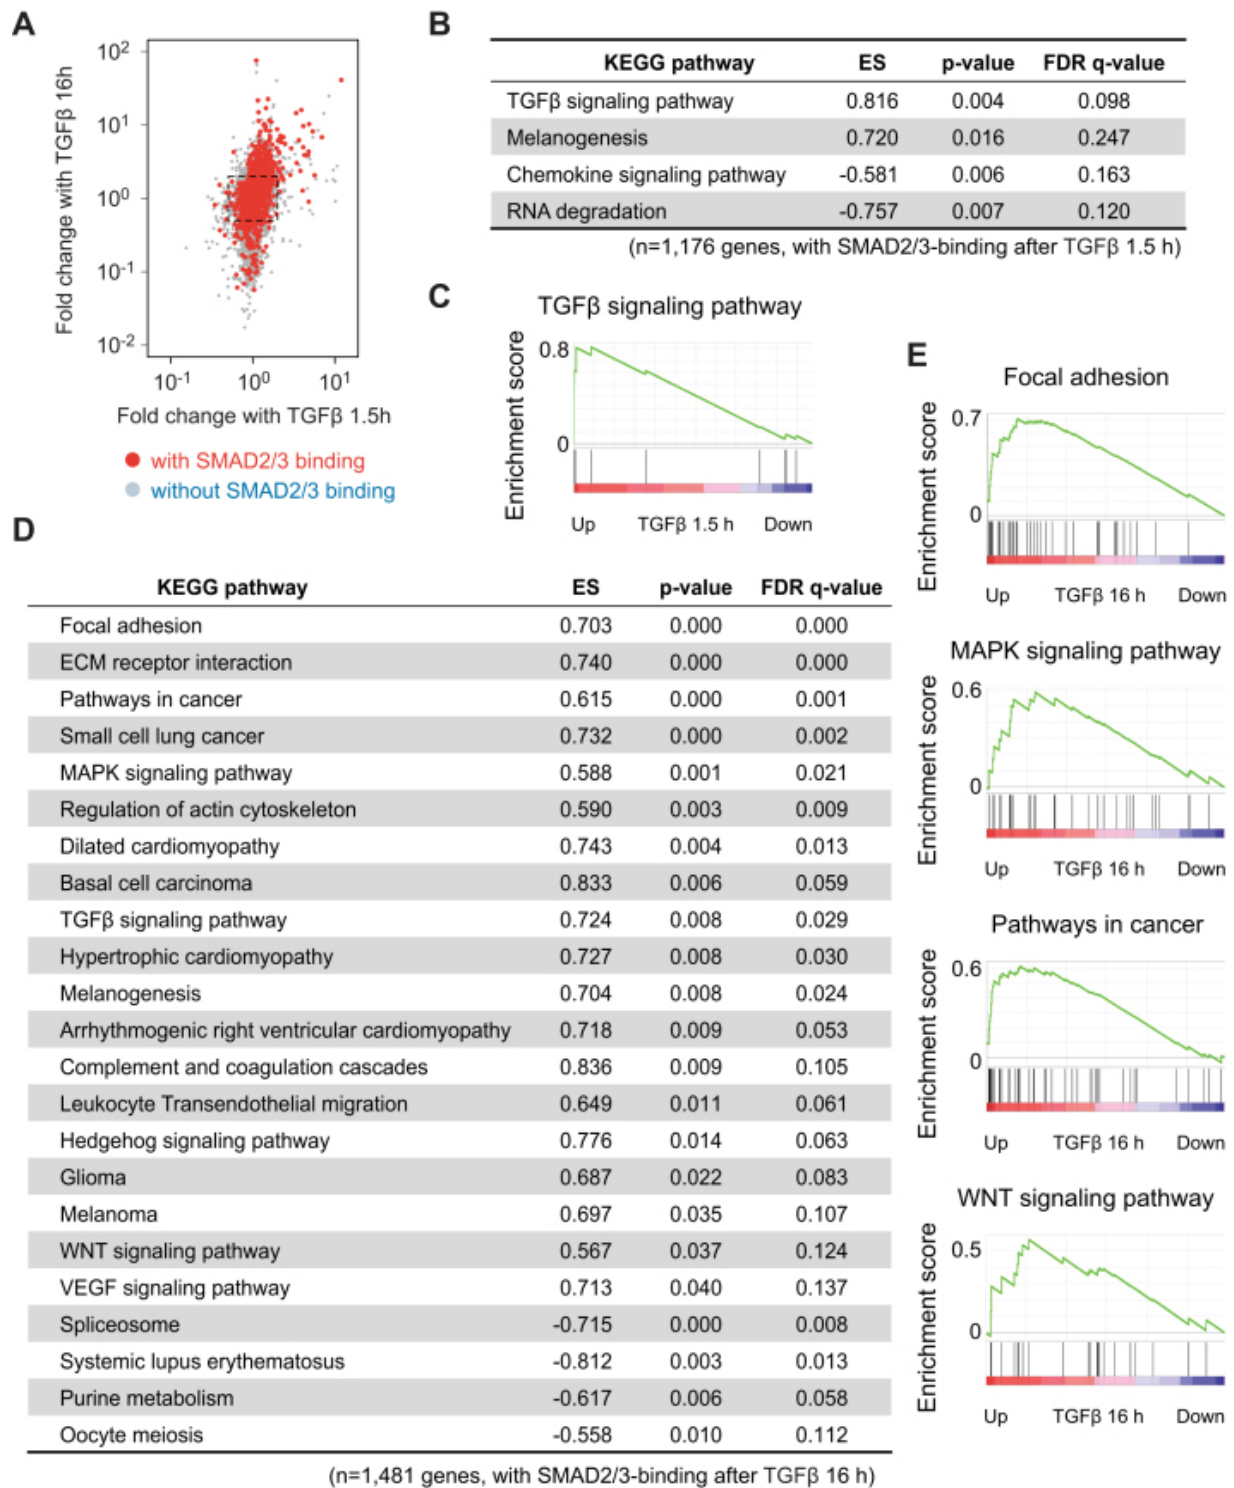 A
Fold change with TGFβ 16h
10²
10¹
10⁰
10⁻¹
10⁻²
10⁻¹ 10⁰ 10¹
Fold change with TGFβ 1.5h
with SMAD2/3 binding
without SMAD2/3 binding
B
KEGG pathway ES p-value FDR q-value
TGFβ signaling pathway 0.816 0.004 0.098
Melanogenesis 0.720 0.016 0.247
Chemokine signaling pathway -0.581 0.006 0.163
RNA degradation -0.757 0.007 0.120
(n=1,176 genes, with SMAD2/3-binding after TGFβ 1.5 h)
C
TGFβ signaling pathway
Enrichment score
0.8
0
Up TGFβ 1.5 h Down
D
KEGG pathway ES p-value FDR q-value
Focal adhesion 0.703 0.000 0.000
ECM receptor interaction 0.740 0.000 0.000
Pathways in cancer 0.615 0.000 0.001
Small cell lung cancer 0.732 0.000 0.002
MAPK signaling pathway 0.588 0.001 0.021
Regulation of actin cytoskeleton 0.590 0.003 0.009
Dilated cardiomyopathy 0.743 0.004 0.013
Basal cell carcinoma 0.833 0.006 0.059
TGFβ signaling pathway 0.724 0.008 0.029
Hypertrophic cardiomyopathy 0.727 0.008 0.030
Melanogenesis 0.704 0.008 0.024
Arrhythmogenic right ventricular cardiomyopathy 0.718 0.009 0.053
Complement and coagulation cascades 0.836 0.009 0.105
Leukocyte Transendothelial migration 0.649 0.011 0.061
Hedgehog signaling pathway 0.776 0.014 0.063
Glioma 0.687 0.022 0.083
Melanoma 0.697 0.035 0.107
WNT signaling pathway 0.567 0.037 0.124
VEGF signaling pathway 0.713 0.040 0.137
Spliceosome -0.715 0.000 0.008
Systemic lupus erythematosus -0.812 0.003 0.013
Purine metabolism -0.617 0.006 0.058
Oocyte meiosis -0.558 0.010 0.112
(n=1,481 genes, with SMAD2/3-binding after TGFβ 16 h)
E
Focal adhesion
Enrichment score
0.7
0
Up TGFβ 16 h Down
MAPK signaling pathway
Enrichment score
0.6
0
Up TGFβ 16 h Down
Pathways in cancer
Enrichment score
0.6
0
Up TGFβ 16 h Down
WNT signaling pathway
Enrichment score
0.5
0
Up TGFβ 16 h Down